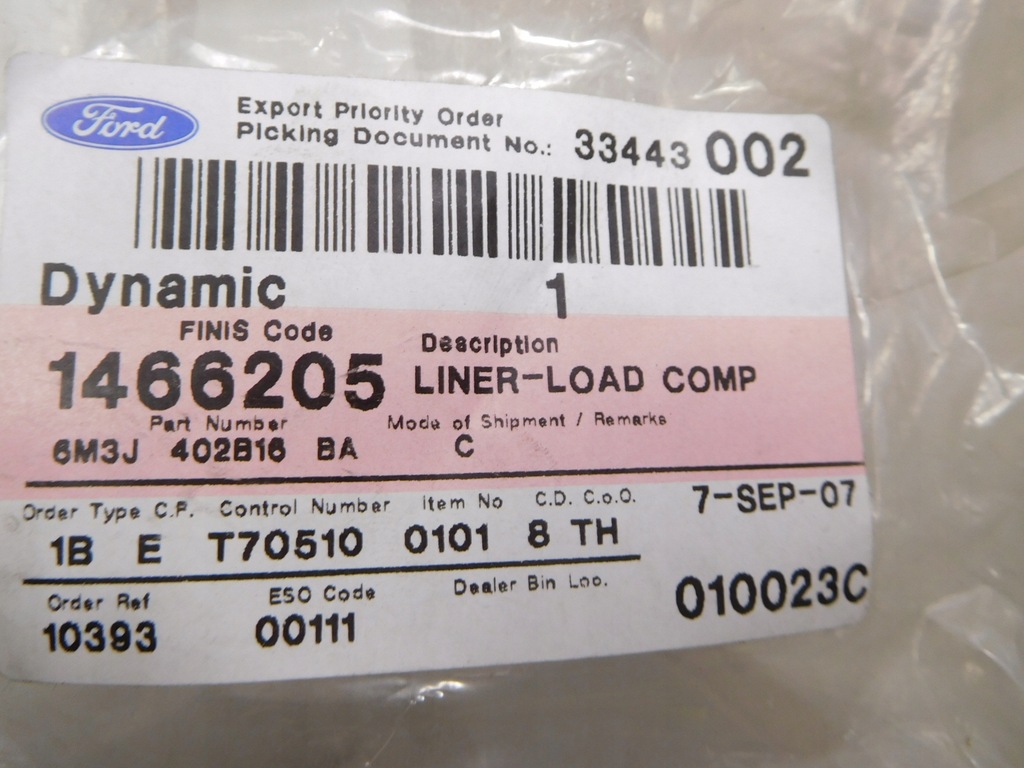 Ford
Export Priority Order
Picking Document No.: 33443 002
Dynamic 1
FINIS Code Description
1466205 LINER-LOAD COMP
Part Number Mode of Shipment / Remarks
6M3J 402B16 BA C
Order Type C.P. Control Number Item No C.D. C.o.O. 7-SEP-07
1B E T70510 0101 8 TH
Order Ref ESO Code Dealer Bin Loc.
10393 00111 010023C